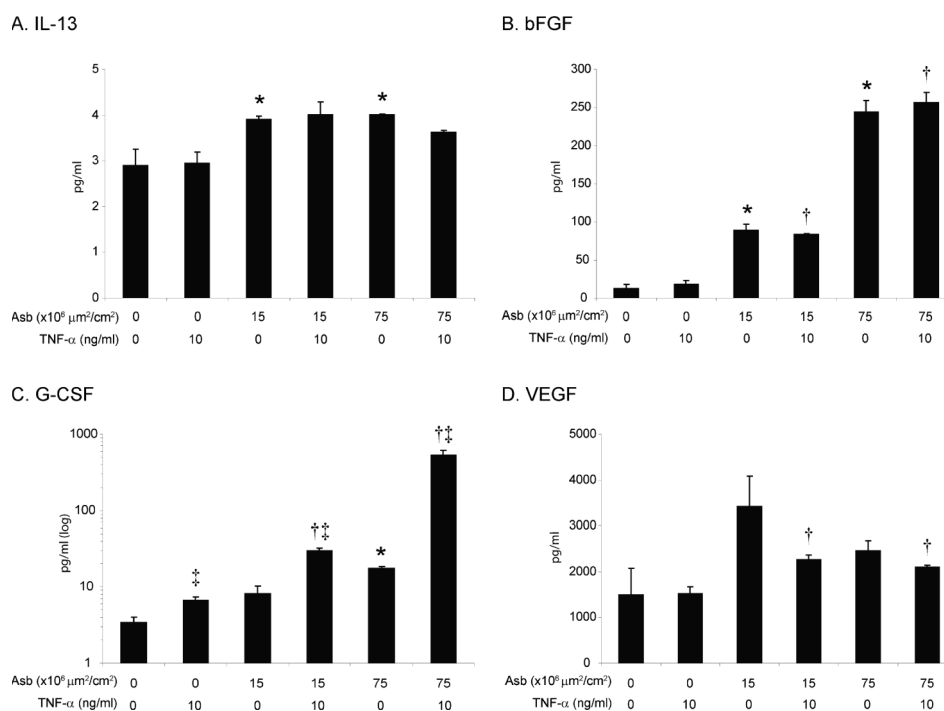 A. IL-13
5
4
3
2
1
0
pg/ml
*
*
Asb (x10⁶ µm²/cm²) 0 0 15 15 75 75
TNF-α (ng/ml) 0 10 0 10 0 10
B. bFGF
300
250
200
150
100
50
0
pg/ml
*
†
*
†
Asb (x10⁶ µm²/cm²) 0 0 15 15 75 75
TNF-α (ng/ml) 0 10 0 10 0 10
C. G-CSF
1000
100
10
1
pg/ml (log)
‡
†‡
*
†‡
Asb (x10⁶ µm²/cm²) 0 0 15 15 75 75
TNF-α (ng/ml) 0 10 0 10 0 10
D. VEGF
5000
4000
3000
2000
1000
0
pg/ml
†
†
Asb (x10⁶ µm²/cm²) 0 0 15 15 75 75
TNF-α (ng/ml) 0 10 0 10 0 10